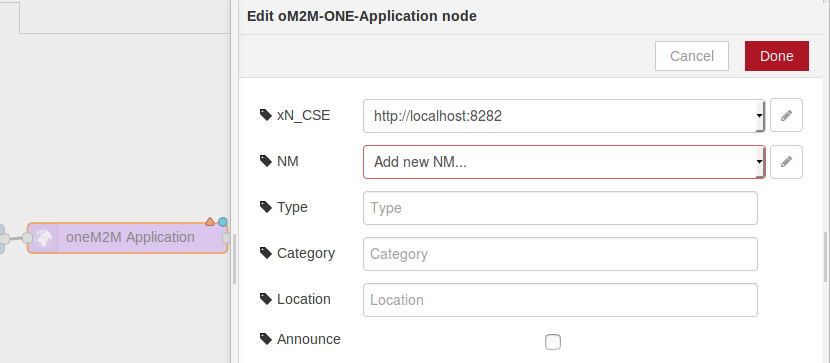 Edit oM2M-ONE-Application node
Cancel
Done
xN_CSE
http://localhost:8282
NM
Add new NM...
Type
Type
oneM2M Application
Category
Category
Location
Location
Announce